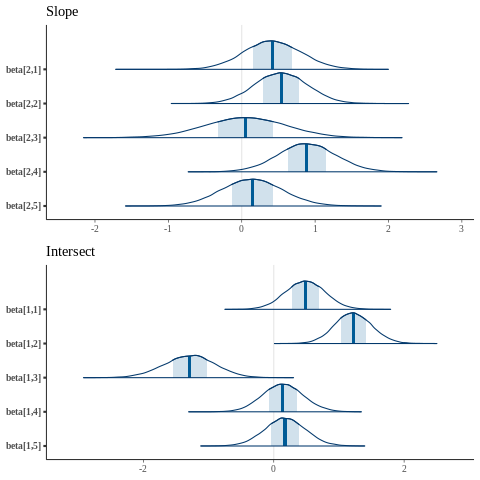 Slope
beta[2,1]
beta[2,2]
beta[2,3]
beta[2,4]
beta[2,5]
-2 -1 0 1 2 3
Intersect
beta[1,1]
beta[1,2]
beta[1,3]
beta[1,4]
beta[1,5]
-2 0 2